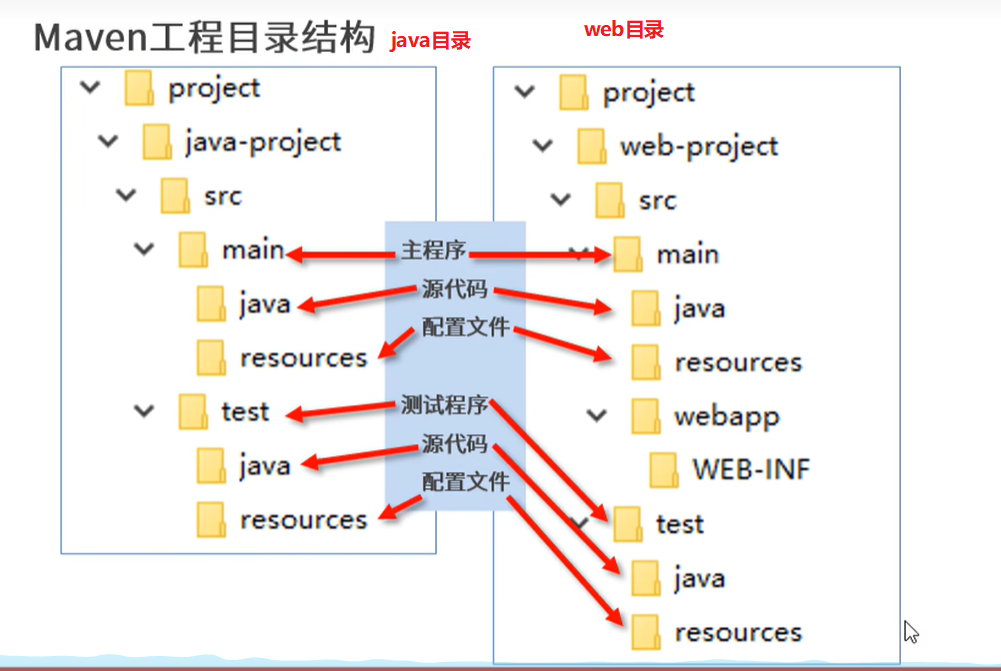 Maven工程目录结构
java目录
web目录
project
java-project
src
main
java
resources
test
java
resources
主程序
源代码
配置文件
测试程序
源代码
配置文件
project
web-project
src
main
java
resources
webapp
WEB-INF
test
java
resources